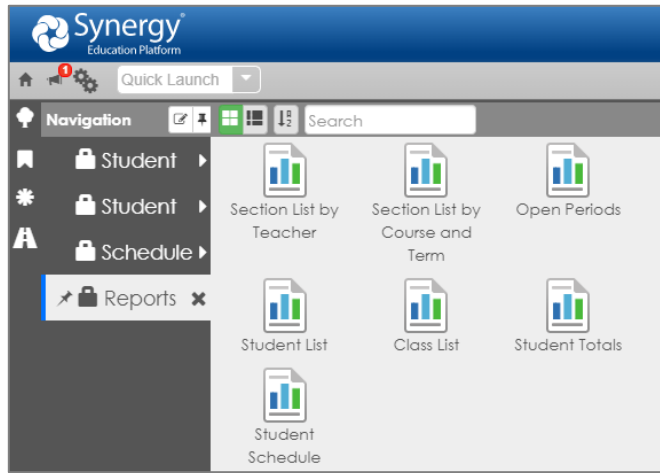 Synergy®
Education Platform
1
Quick Launch
Navigation
Search
Student
Student
Schedule
Reports
Section List by
Teacher
Section List by
Course and
Term
Open Periods
Student List
Class List
Student Totals
Student
Schedule